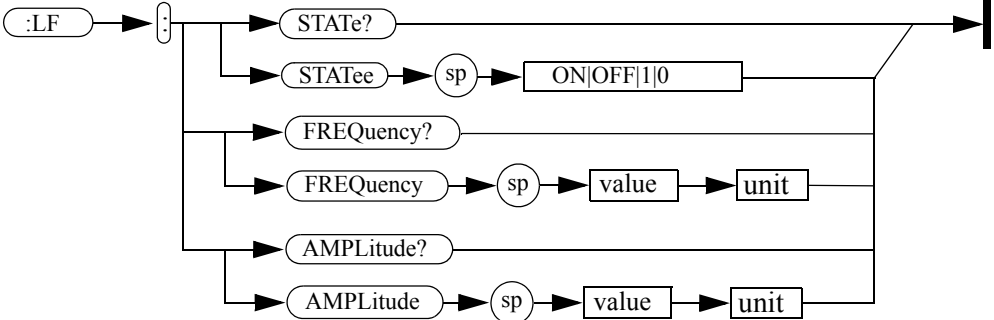 :LF : STATe?
STATee sp ON|OFF|1|0
FREQuency?
FREQuency sp value unit
AMPLitude?
AMPLitude sp value unit